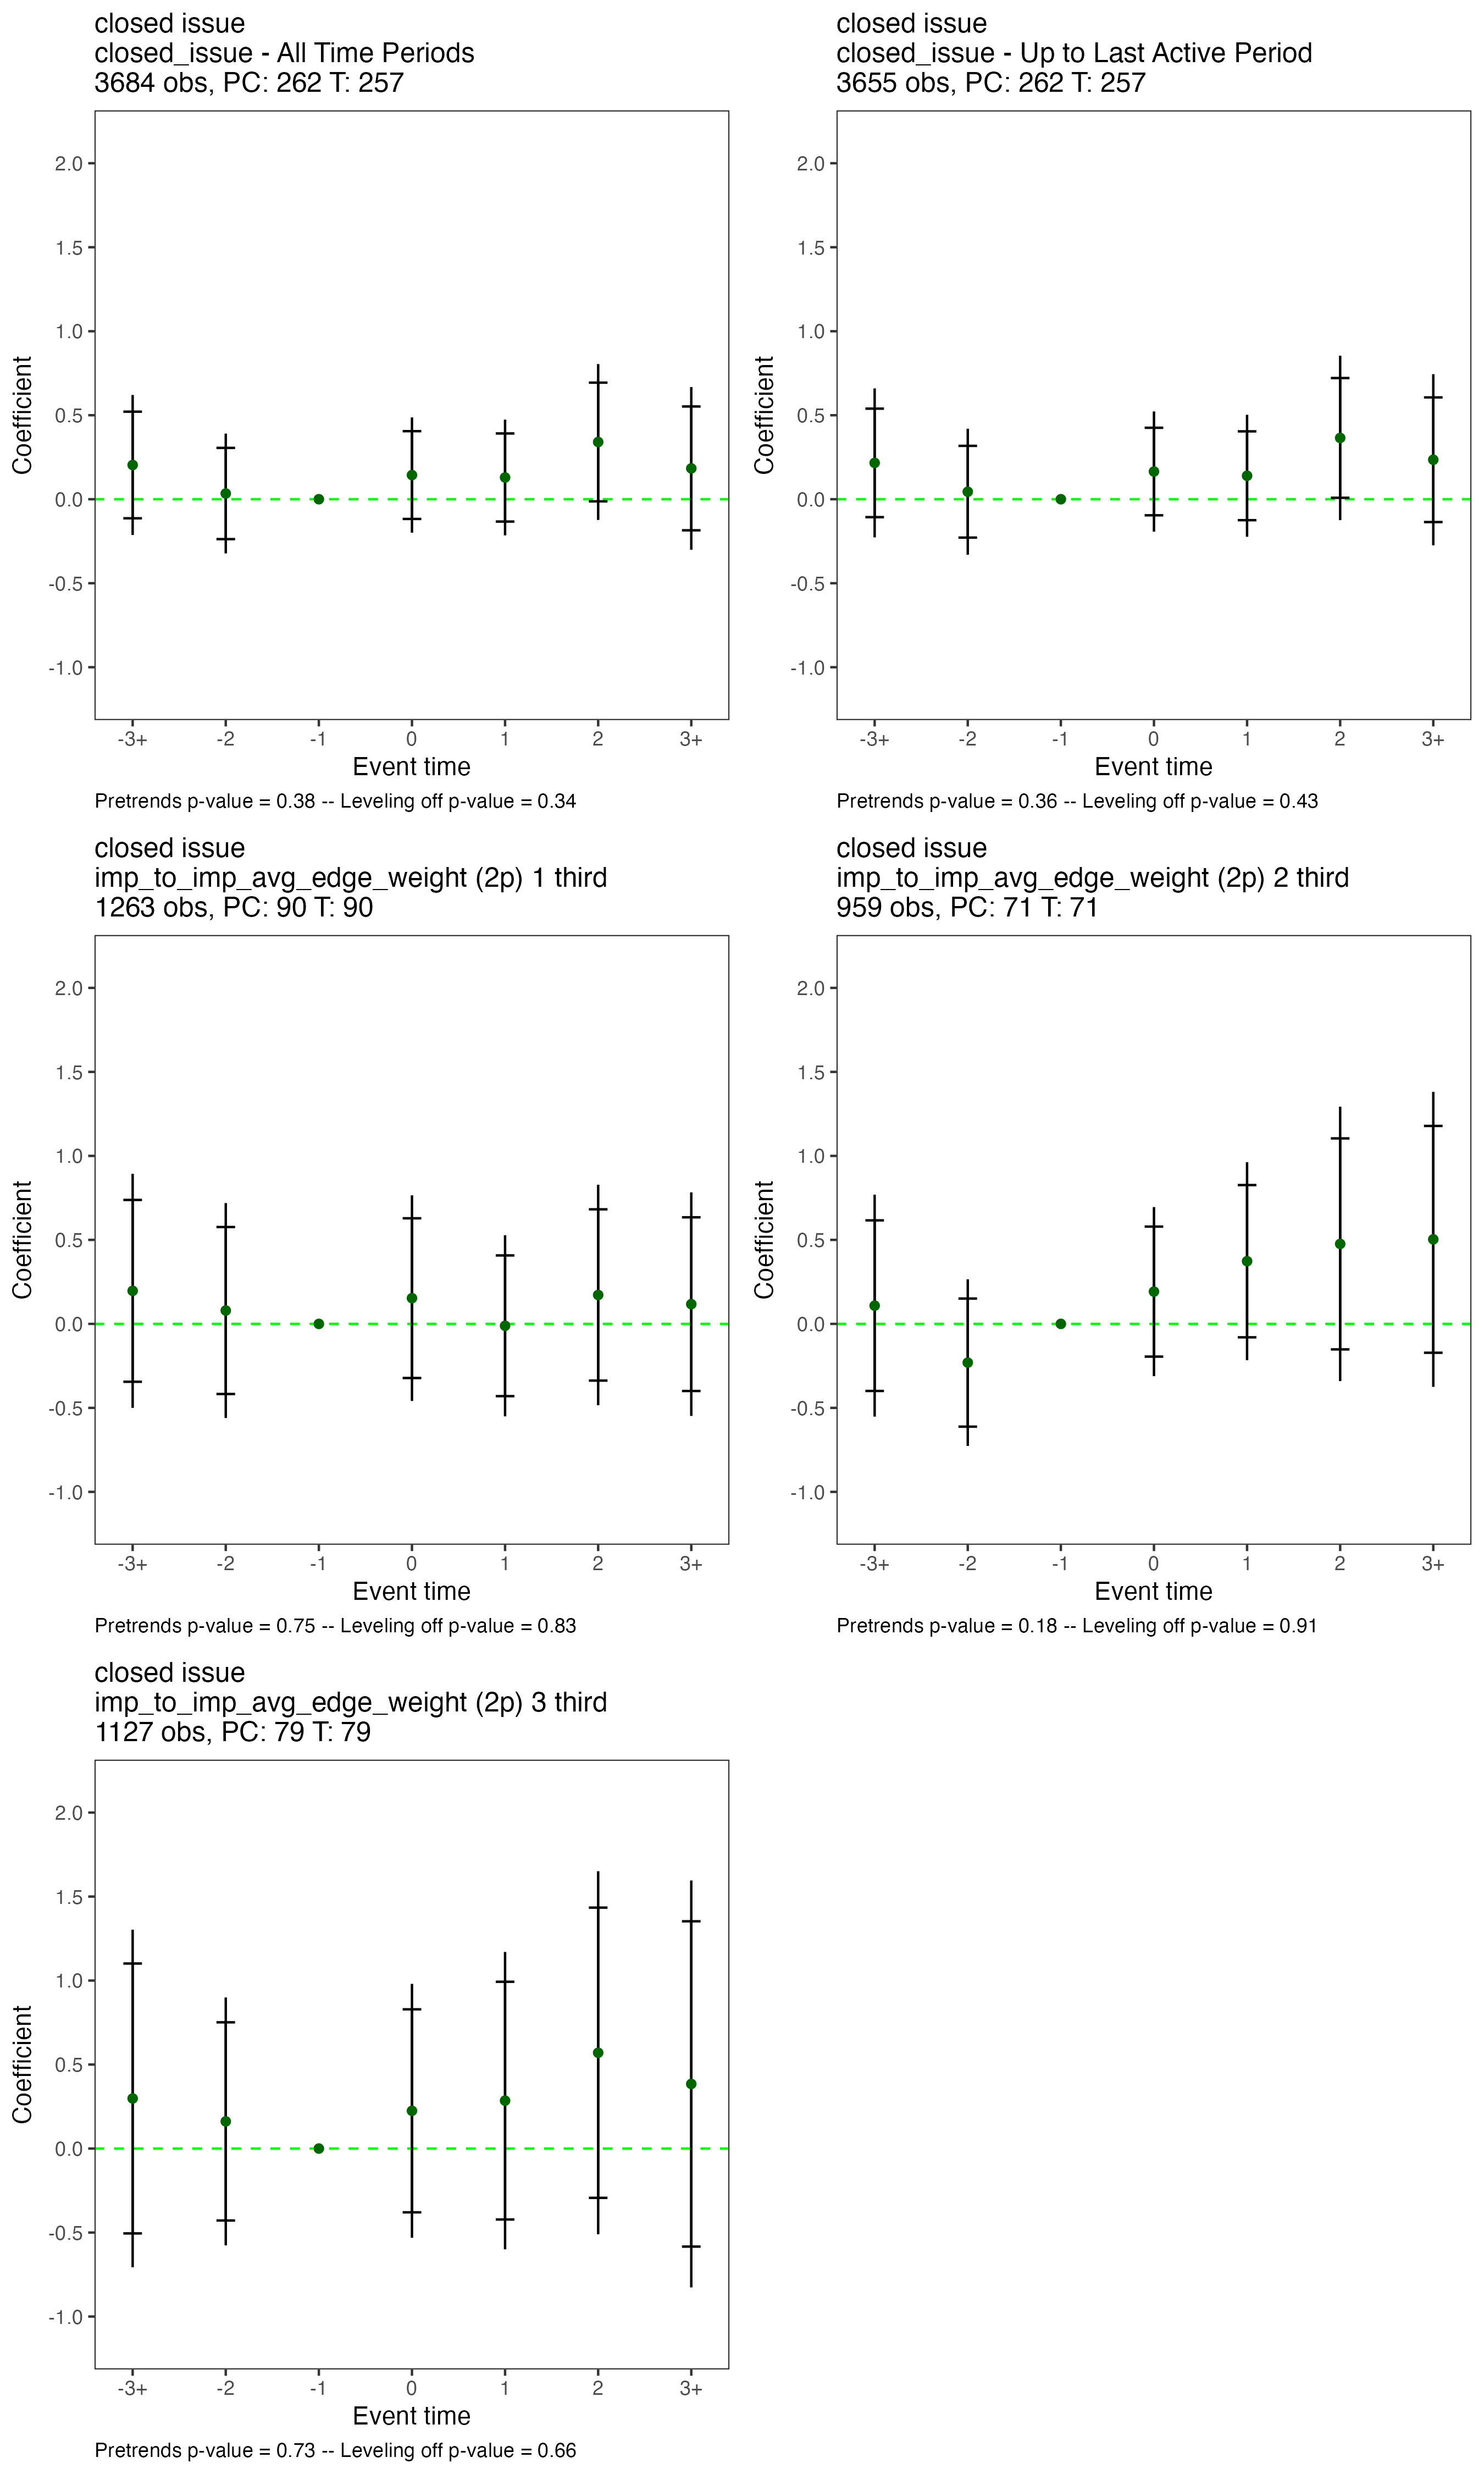 closed issue
closed_issue - All Time Periods
3684 obs, PC: 262 T: 257
2.0
1.5
1.0
0.5
0.0
-0.5
-1.0
Coefficient
-3+ -2 -1 0 1 2 3+
Event time
Pretrends p-value = 0.38 -- Leveling off p-value = 0.34
closed issue
closed_issue - Up to Last Active Period
3655 obs, PC: 262 T: 257
2.0
1.5
1.0
0.5
0.0
-0.5
-1.0
Coefficient
-3+ -2 -1 0 1 2 3+
Event time
Pretrends p-value = 0.36 -- Leveling off p-value = 0.43
closed issue
imp_to_imp_avg_edge_weight (2p) 1 third
1263 obs, PC: 90 T: 90
2.0
1.5
1.0
0.5
0.0
-0.5
-1.0
Coefficient
-3+ -2 -1 0 1 2 3+
Event time
Pretrends p-value = 0.75 -- Leveling off p-value = 0.83
closed issue
imp_to_imp_avg_edge_weight (2p) 2 third
959 obs, PC: 71 T: 71
2.0
1.5
1.0
0.5
0.0
-0.5
-1.0
Coefficient
-3+ -2 -1 0 1 2 3+
Event time
Pretrends p-value = 0.18 -- Leveling off p-value = 0.91
closed issue
imp_to_imp_avg_edge_weight (2p) 3 third
1127 obs, PC: 79 T: 79
2.0
1.5
1.0
0.5
0.0
-0.5
-1.0
Coefficient
-3+ -2 -1 0 1 2 3+
Event time
Pretrends p-value = 0.73 -- Leveling off p-value = 0.66